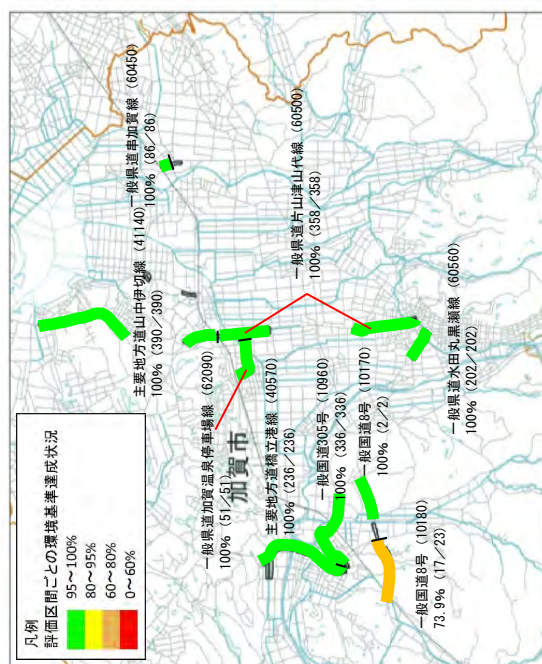 凡例
評価区間ごとの環境基準達成状況
95～100%
80～95%
60～80%
0～60%
主要地方道山中伊切線（41140）
100%（390／390）
一般県道串加賀線（60450）
100%（86／86）
一般県道片山津山代線（60500）
100%（358／358）
一般県道加賀温泉停車場線（62090）
100%（51／51）
加賀市
主要地方道橋立港線（40570）
100%（236／236）
一般国道305号（10960）
100%（336／336）
一般国道8号（10170）
100%（2／2）
一般国道8号（10180）
73.9%（17／23）
一般県道水田丸黒瀬線（60560）
100%（202／202）